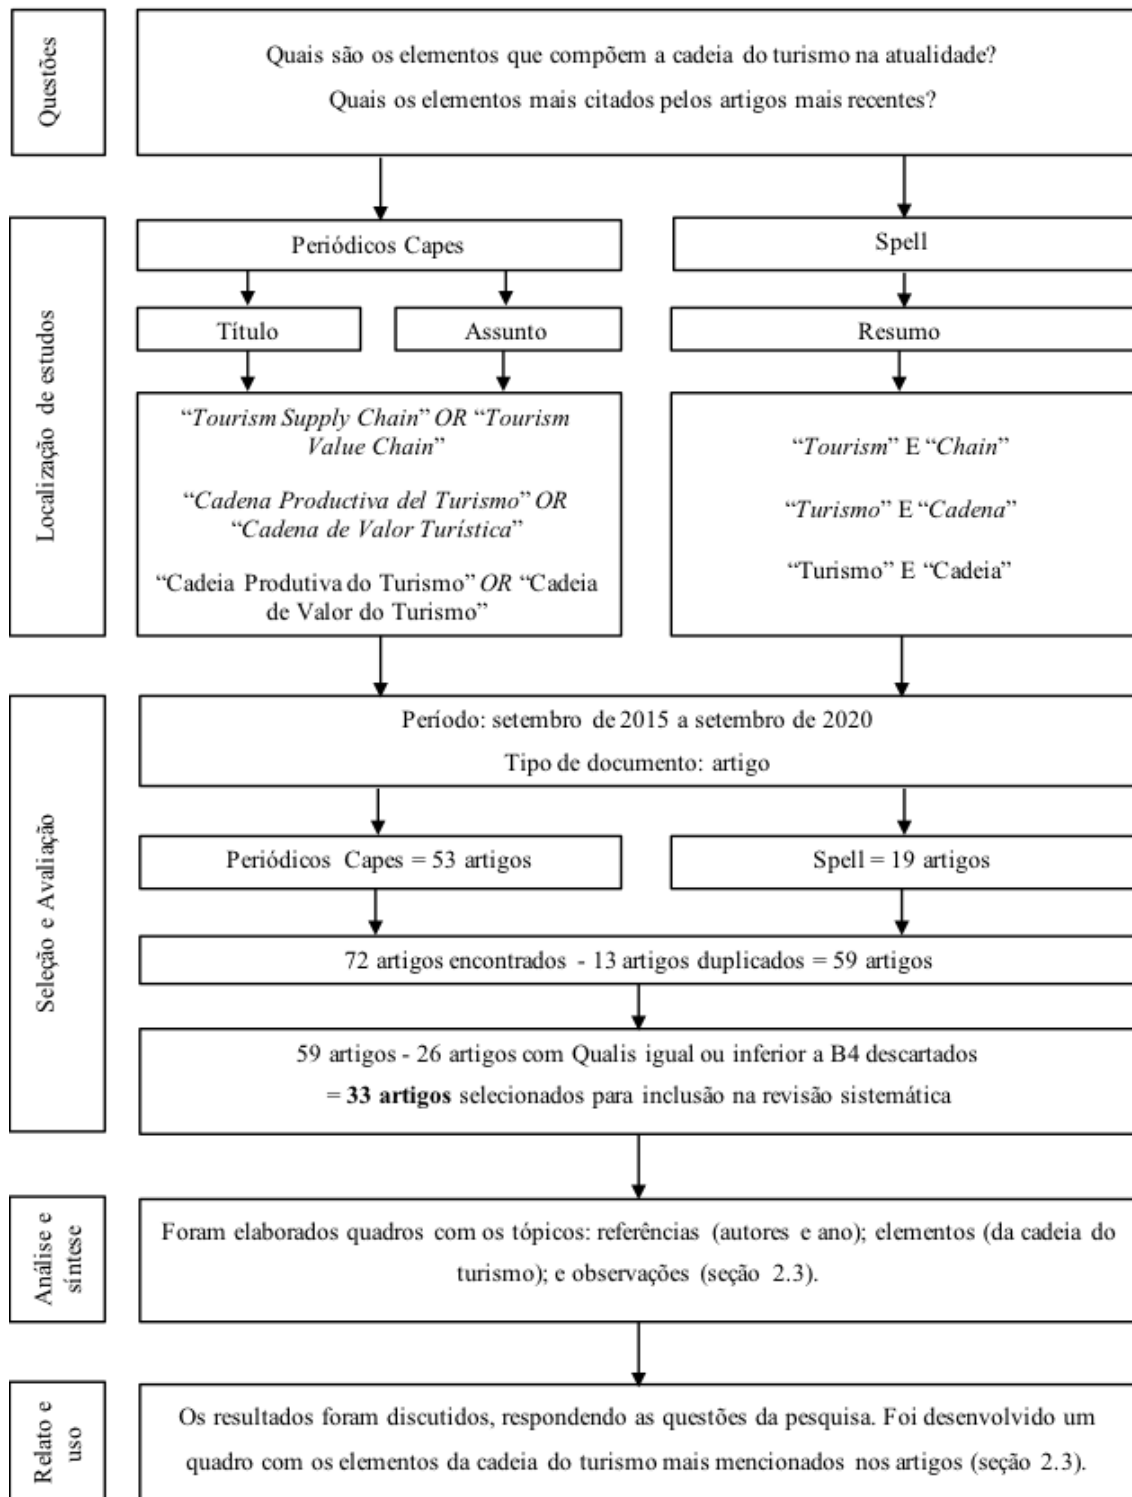 Questões
Quais são os elementos que compõem a cadeia do turismo na atualidade?
Quais os elementos mais citados pelos artigos mais recentes?
Localização de estudos
Periódicos Capes
Spell
Título
Assunto
Resumo
“Tourism Supply Chain” OR “Tourism
Value Chain”
“Cadena Productiva del Turismo” OR
“Cadena de Valor Turística”
“Cadeia Produtiva do Turismo” OR “Cadeia
de Valor do Turismo”
“Tourism” E “Chain”
“Turismo” E “Cadena”
“Turismo” E “Cadeia”
Seleção e Avaliação
Período: setembro de 2015 a setembro de 2020
Tipo de documento: artigo
Periódicos Capes = 53 artigos
Spell = 19 artigos
72 artigos encontrados - 13 artigos duplicados = 59 artigos
59 artigos - 26 artigos com Qualis igual ou inferior a B4 descartados
= 33 artigos selecionados para inclusão na revisão sistemática
Análise e
síntese
Foram elaborados quadros com os tópicos: referências (autores e ano); elementos (da cadeia do
turismo); e observações (seção 2.3).
Relato e
uso
Os resultados foram discutidos, respondendo as questões da pesquisa. Foi desenvolvido um
quadro com os elementos da cadeia do turismo mais mencionados nos artigos (seção 2.3).